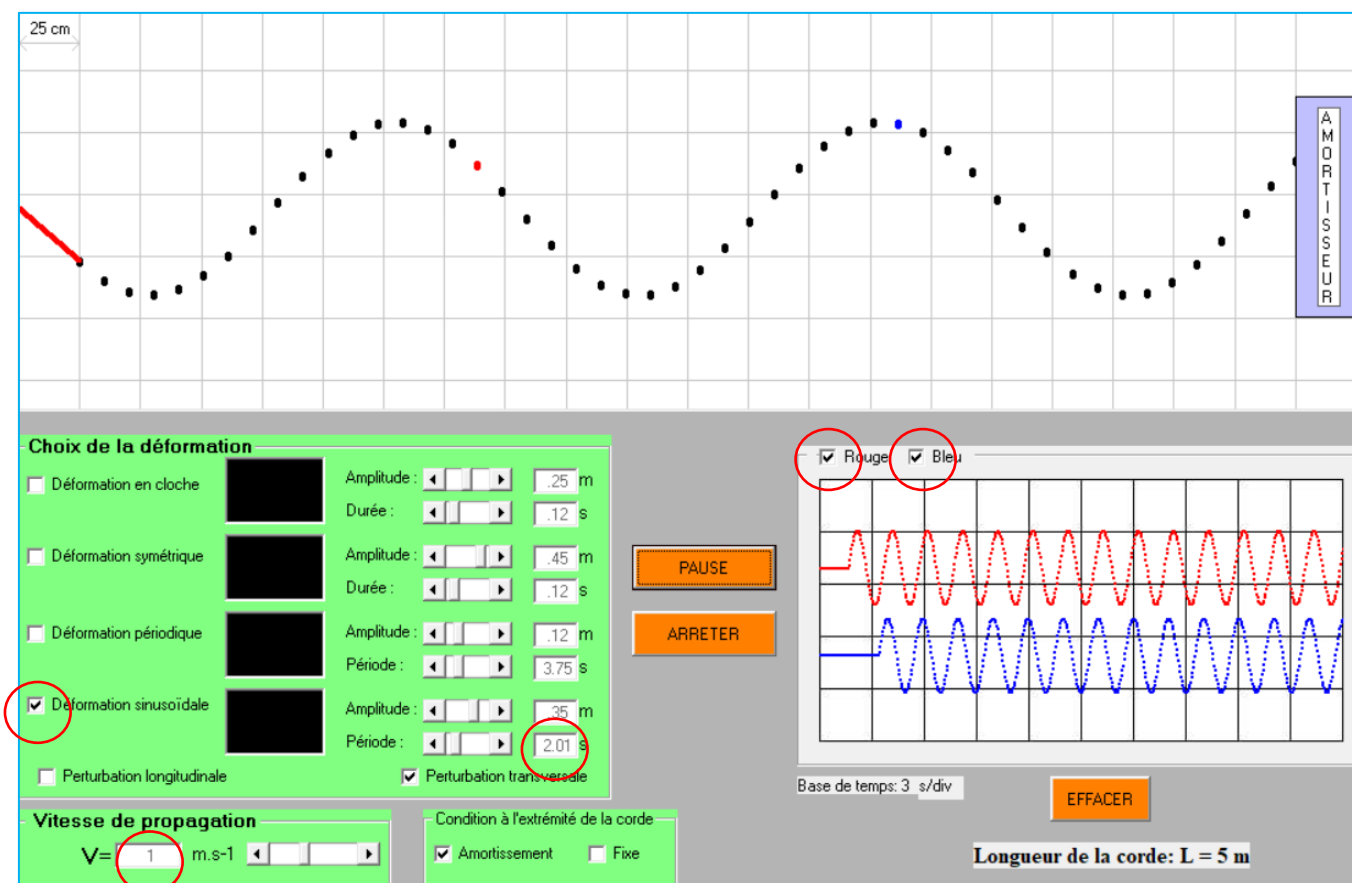 25 cm
AMORTISSEUR
Choix de la déformation
Déformation en cloche
Amplitude :
.25 m
Durée :
.12 s
Déformation symétrique
Amplitude :
.45 m
Durée :
.12 s
Déformation périodique
Amplitude :
.12 m
Période :
3.75 s
Déformation sinusoïdale
Amplitude :
.35 m
Période :
2.01 s
Perturbation longitudinale
Perturbation transversale
PAUSE
ARRETER
Rouge
Bleu
Base de temps: 3 s/div
EFFACER
Vitesse de propagation
V= 1 m.s-1
Condition à l'extrémité de la corde
Amortissement
Fixe
Longueur de la corde: L = 5 m